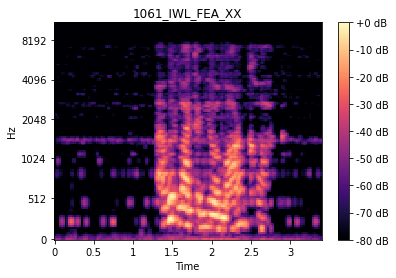 1061_IWL_FEA_XX
8192
4096
2048
1024
512
0
Hz
0 0.5 1 1.5 2 2.5 3
Time
+0 dB
-10 dB
-20 dB
-30 dB
-40 dB
-50 dB
-60 dB
-70 dB
-80 dB